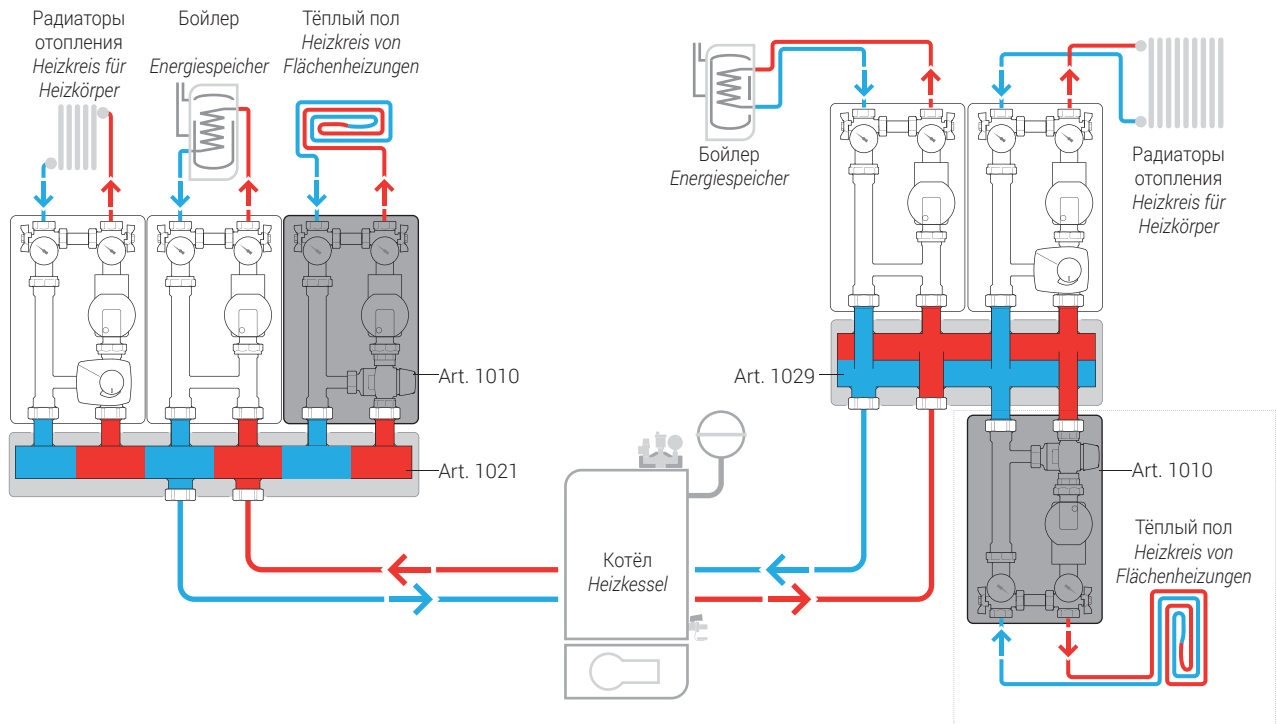 Радиаторы
отопления
Heizkreis für
Heizkörper
Бойлер
Energiespeicher
Тёплый пол
Heizkreis von
Flächenheizungen
Art. 1010
Art. 1021
Котёл
Heizkessel
Бойлер
Energiespeicher
Радиаторы
отопления
Heizkreis für
Heizkörper
Art. 1029
Art. 1010
Тёплый пол
Heizkreis von
Flächenheizungen